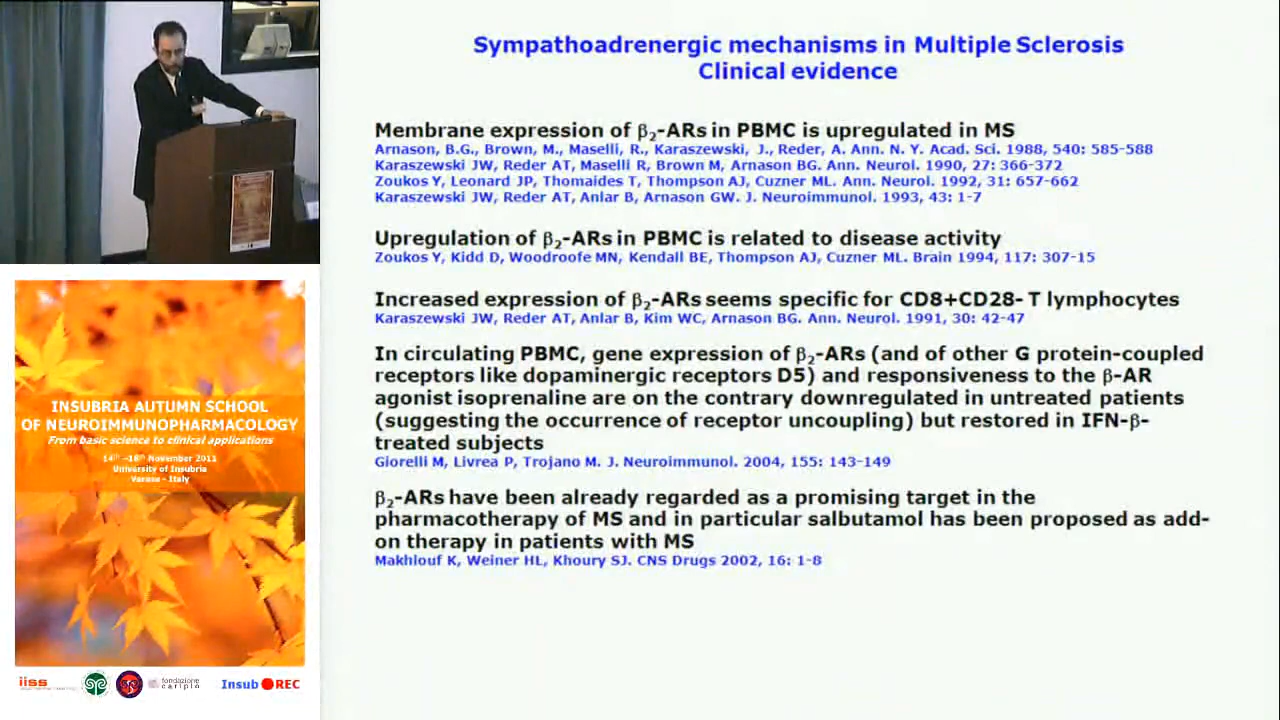 Sympathoadrenergic mechanisms in Multiple Sclerosis
Clinical evidence
Membrane expression of β2-ARs in PBMC is upregulated in MS
Arnason, B.G., Brown, M., Maselli, R., Karaszewski, J., Reder, A. Ann. N. Y. Acad. Sci. 1988, 540: 585-588
Karaszewski JW, Reder AT, Maselli R, Brown M, Arnason BG. Ann. Neurol. 1990, 27: 366-372
Zoukos Y, Leonard JP, Thomaides T, Thompson AJ, Cuzner ML. Ann. Neurol. 1992, 31: 657-662
Karaszewski JW, Reder AT, Anlar B, Arnason GW. J. Neuroimmunol. 1993, 43: 1-7
Upregulation of β2-ARs in PBMC is related to disease activity
Zoukos Y, Kidd D, Woodroofe MN, Kendall BE, Thompson AJ, Cuzner ML. Brain 1994, 117: 307-15
Increased expression of β2-ARs seems specific for CD8+CD28- T lymphocytes
Karaszewski JW, Reder AT, Anlar B, Kim WC, Arnason BG. Ann. Neurol. 1991, 30: 42-47
In circulating PBMC, gene expression of β2-ARs (and of other G protein-coupled
receptors like dopaminergic receptors D5) and responsiveness to the β-AR
agonist isoprenaline are on the contrary downregulated in untreated patients
(suggesting the occurrence of receptor uncoupling) but restored in IFN-β-
treated subjects
Giorelli M, Livrea P, Trojano M. J. Neuroimmunol. 2004, 155: 143-149
β2-ARs have been already regarded as a promising target in the
pharmacotherapy of MS and in particular salbutamol has been proposed as add-
on therapy in patients with MS
Makhlouf K, Weiner HL, Khoury SJ. CNS Drugs 2002, 16: 1-8
INSUBRIA AUTUMN SCHOOL
OF NEUROIMMUNOPHARMACOLOGY
From basic science to clinical applications
14th -18th November 2011
University of Insubria
Varese - Italy
iiss
fondazione
cariplo
Insub REC